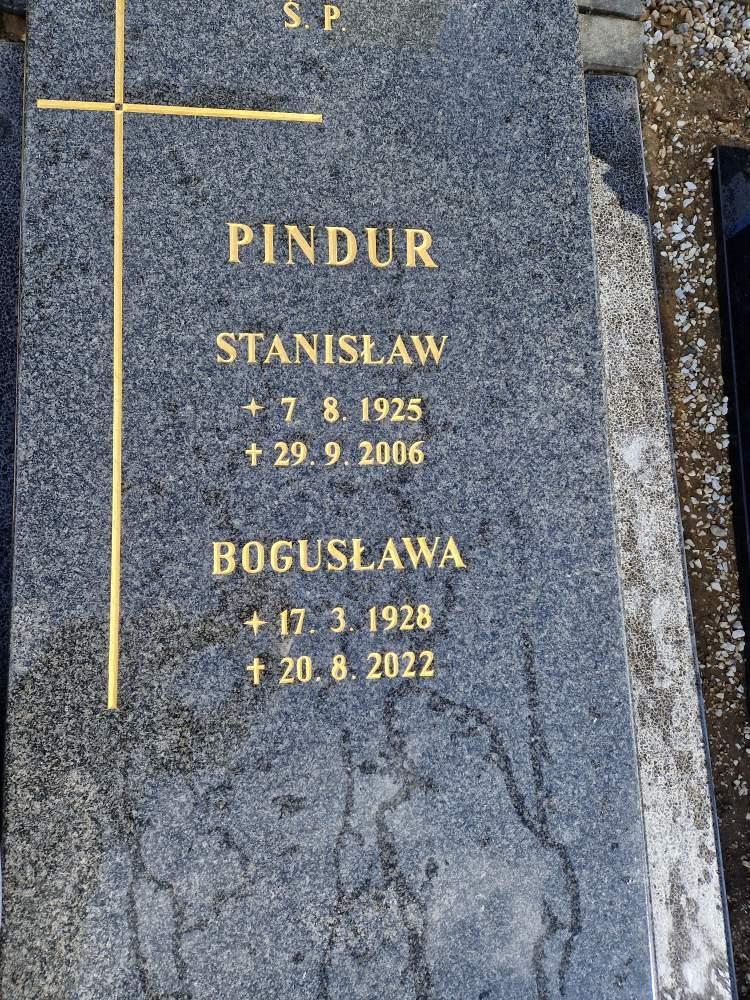 Ś. P.
PINDUR
STANISŁAW
✦ 7 8. 1925
✝ 29. 9. 2006
BOGUSŁAWA
✦ 17. 3. 1928
✝ 20. 8. 2022